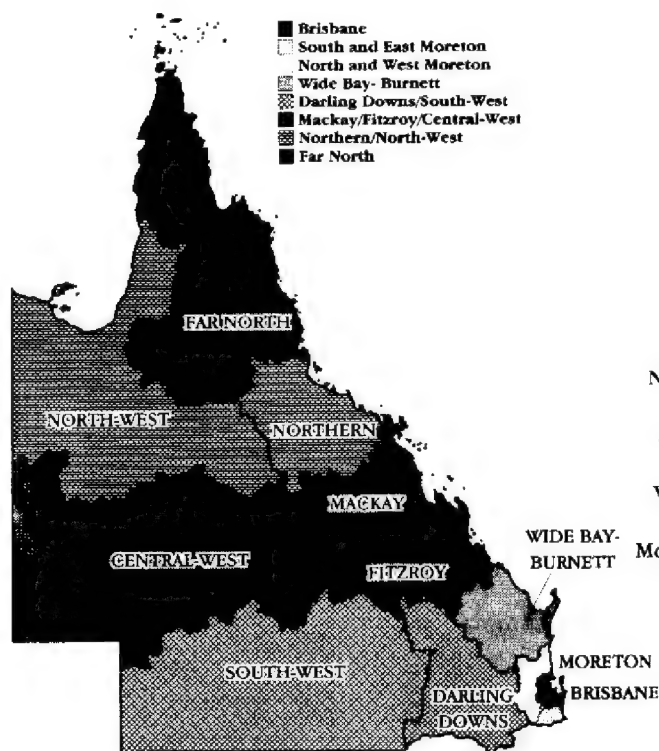 Brisbane
South and East Moreton
North and West Moreton
Wide Bay- Burnett
Darling Downs/South-West
Mackay/Fitzroy/Central-West
Northern/North-West
Far North
FAR NORTH
N
NORTH-WEST
NORTHERN
MACKAY
V
WIDE BAY-
BURNETT
Mo
CENTRAL-WEST
FITZROY
MORETON
SOUTH-WEST
BRISBANE
DARLING
DOWNS